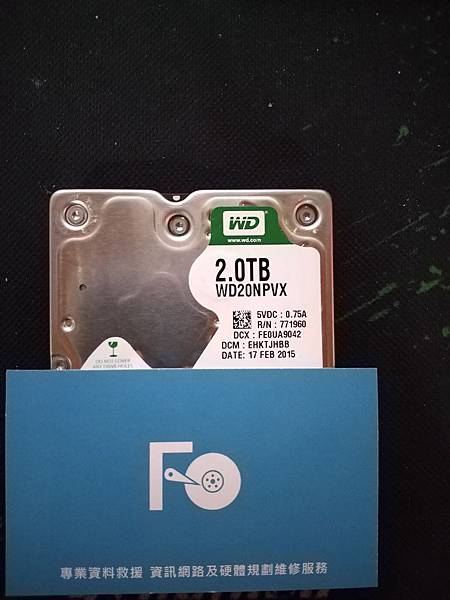 WD
www.wd.com
2.0TB
WD20NPVX
5VDC : 0.75A
R/N : 771960
DCX : FE0UA9042
DCM : EHKTJHBB
DATE: 17 FEB 2015
DO NOT COVER
ANY DRIVE HOLES
FO
專業資料救援 資訊網路及硬體規劃維修服務